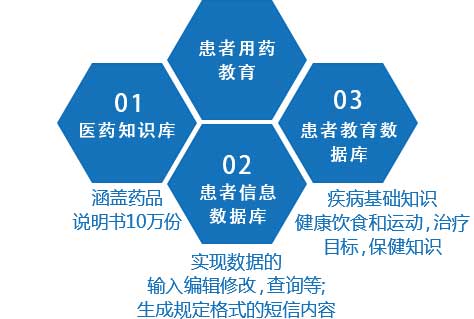 患者用药
教育
01
医药知识库
涵盖药品
说明书10万份
02
患者信息
数据库
实现数据的
输入编辑修改,查询等;
生成规定格式的短信内容
03
患者教育数
据库
疾病基础知识
健康饮食和运动,治疗
目标,保健知识